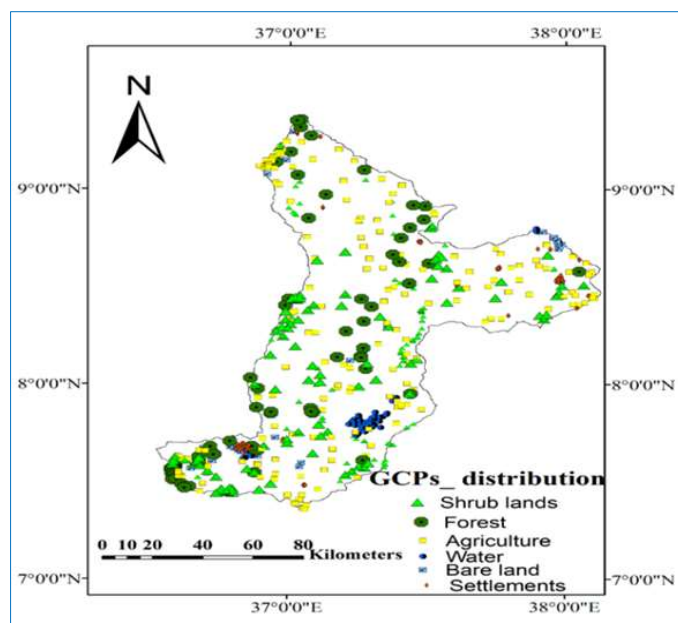 37°0'0"E 38°0'0"E
N
9°0'0"N 9°0'0"N
8°0'0"N 8°0'0"N
GCPs_ distribution
Shrub lands
Forest
Agriculture
Water
Bare land
Settlements
0 10 20 40 60 80 Kilometers
7°0'0"N 7°0'0"N
37°0'0"E 38°0'0"E